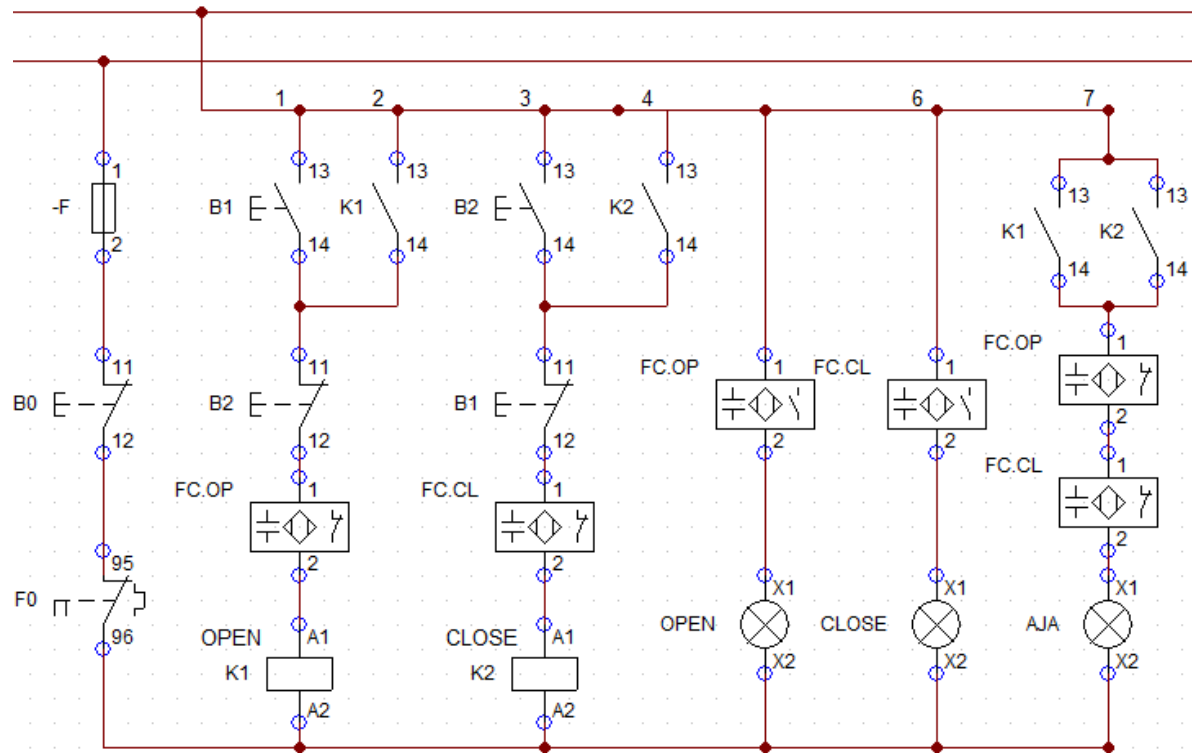 1 2 3 4 6 7
1 13 13 13 13 13 13
-F B1 K1 B2 K2 K1 K2
2 14 14 14 14 14 14
11 11 11 FC.OP 1 FC.CL 1 FC.OP 1
B0 B2 B1
12 12 12 2 2 2
FC.OP 1 FC.CL 1 FC.CL 1
95 2 2 2
F0 X1 X1 X1
96 OPEN A1 CLOSE A1 OPEN CLOSE AJA
K1 K2 X2 X2 X2
A2 A2